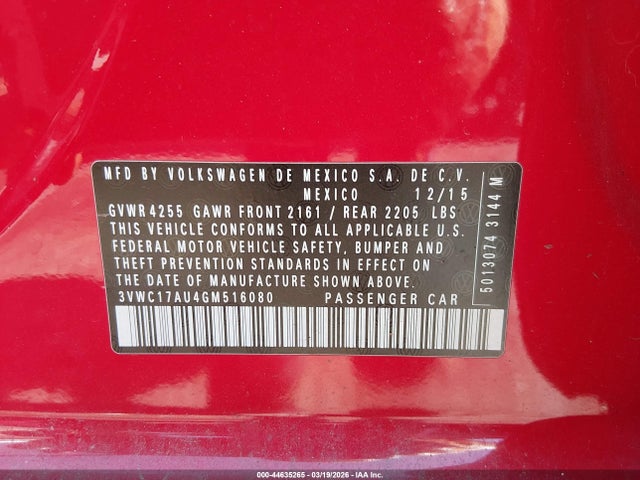 MFD BY VOLKSWAGEN DE MEXICO S.A. DE C.V.
MEXICO 12/15
GVWR 4255 GAWR FRONT 2161 / REAR 2205 LBS
THIS VEHICLE CONFORMS TO ALL APPLICABLE U.S.
FEDERAL MOTOR VEHICLE SAFETY, BUMPER AND
THEFT PREVENTION STANDARDS IN EFFECT ON
THE DATE OF MANUFACTURE SHOWN ABOVE.
3VWC17AU4GM516080 PASSENGER CAR
5013074 3144 M
000-44635265 - 03/19/2026 - IAA Inc.